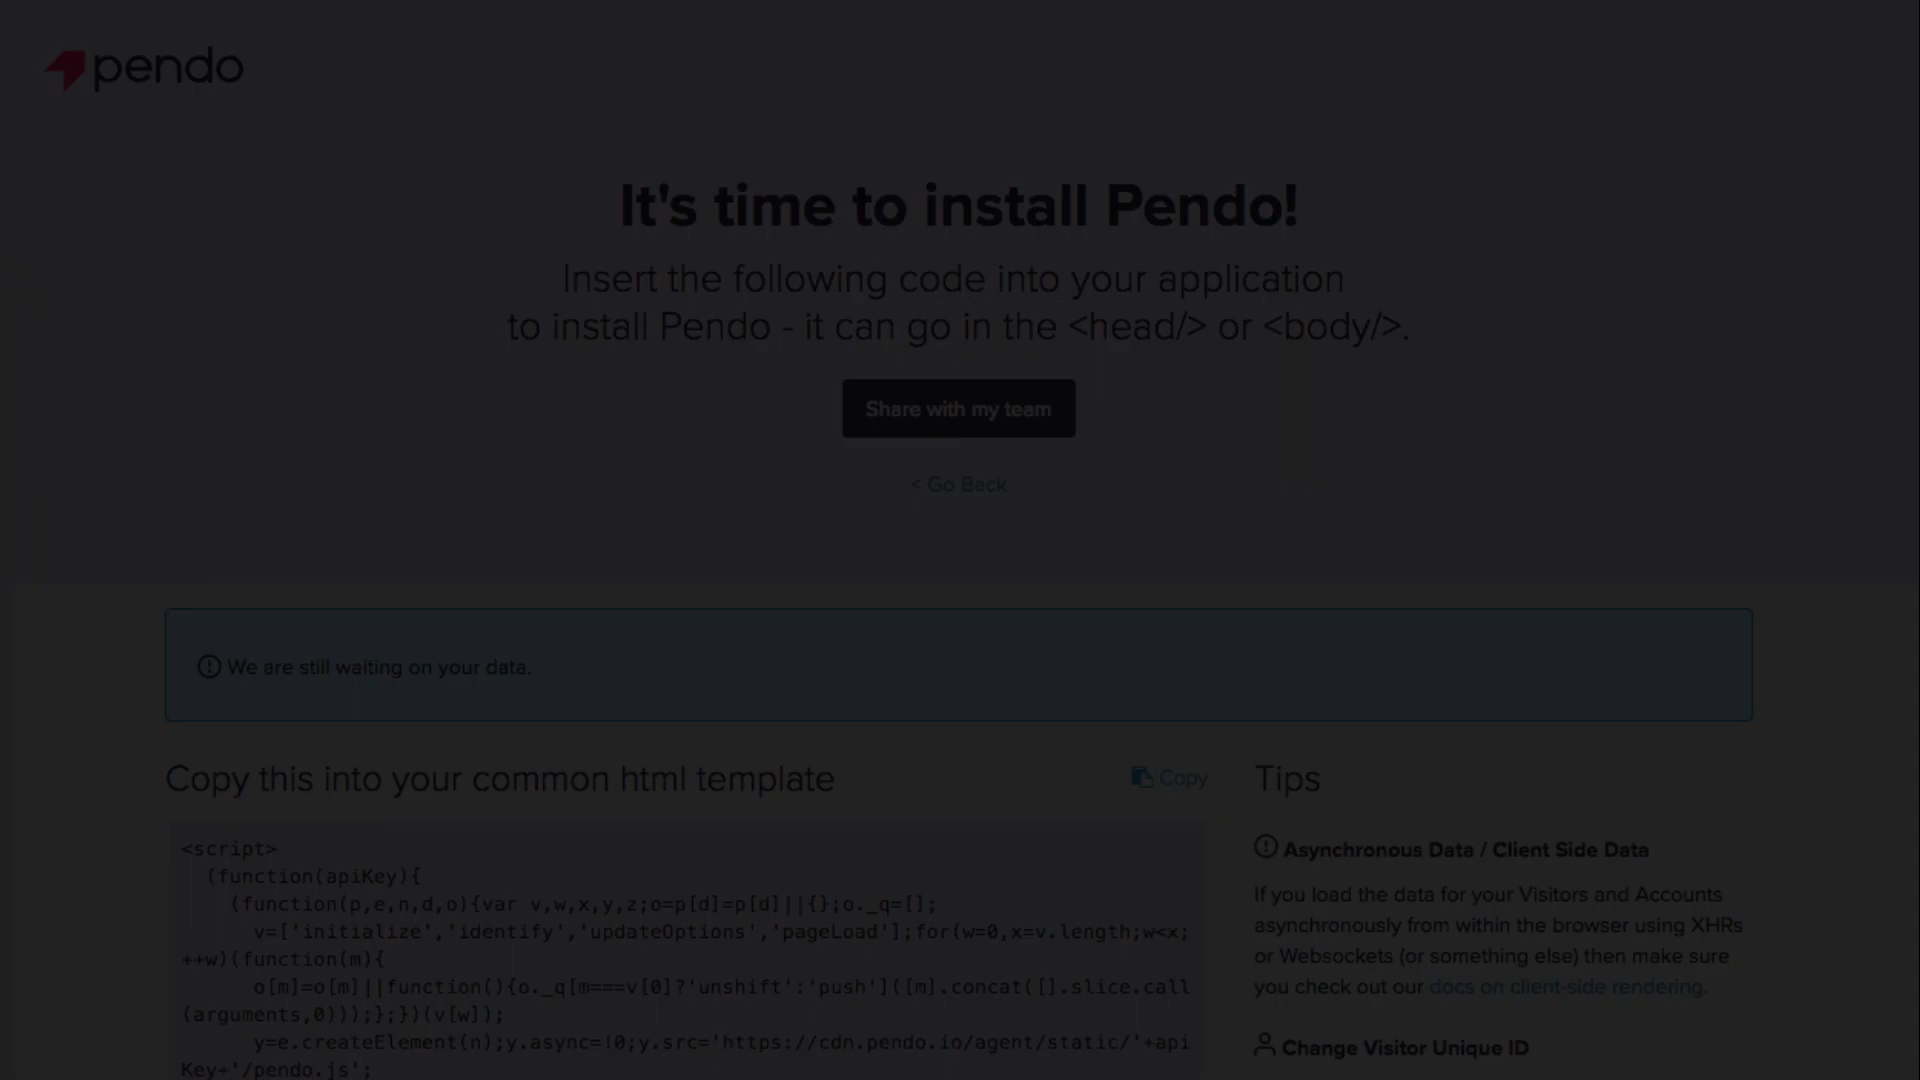 pendo
It's time to install Pendo!
Insert the following code into your application
to install Pendo - it can go in the <head/> or <body/>.
Share with my team
< Go Back
We are still waiting on your data.
Copy this into your common html template
Copy
<script>
(function(apiKey){
(function(p,e,n,d,o){var v,w,x,y,z;o=p[d]=p[d]||{};o._q=[];
v=['initialize','identify','updateOptions','pageLoad'];for(w=0,x=v.length;w<x;
++w)(function(m){
o[m]=o[m]||function(){o._q[m===v[0]?'unshift':'push']([m].concat([].slice.call
(arguments,0)));};})(v[w]);
y=e.createElement(n);y.async=!0;y.src='https://cdn.pendo.io/agent/static/'+api
Key+'/pendo.js';
Tips
Asynchronous Data / Client Side Data
If you load the data for your Visitors and Accounts
asynchronously from within the browser using XHRs
or Websockets (or something else) then make sure
you check out our docs on client-side rendering.
Change Visitor Unique ID